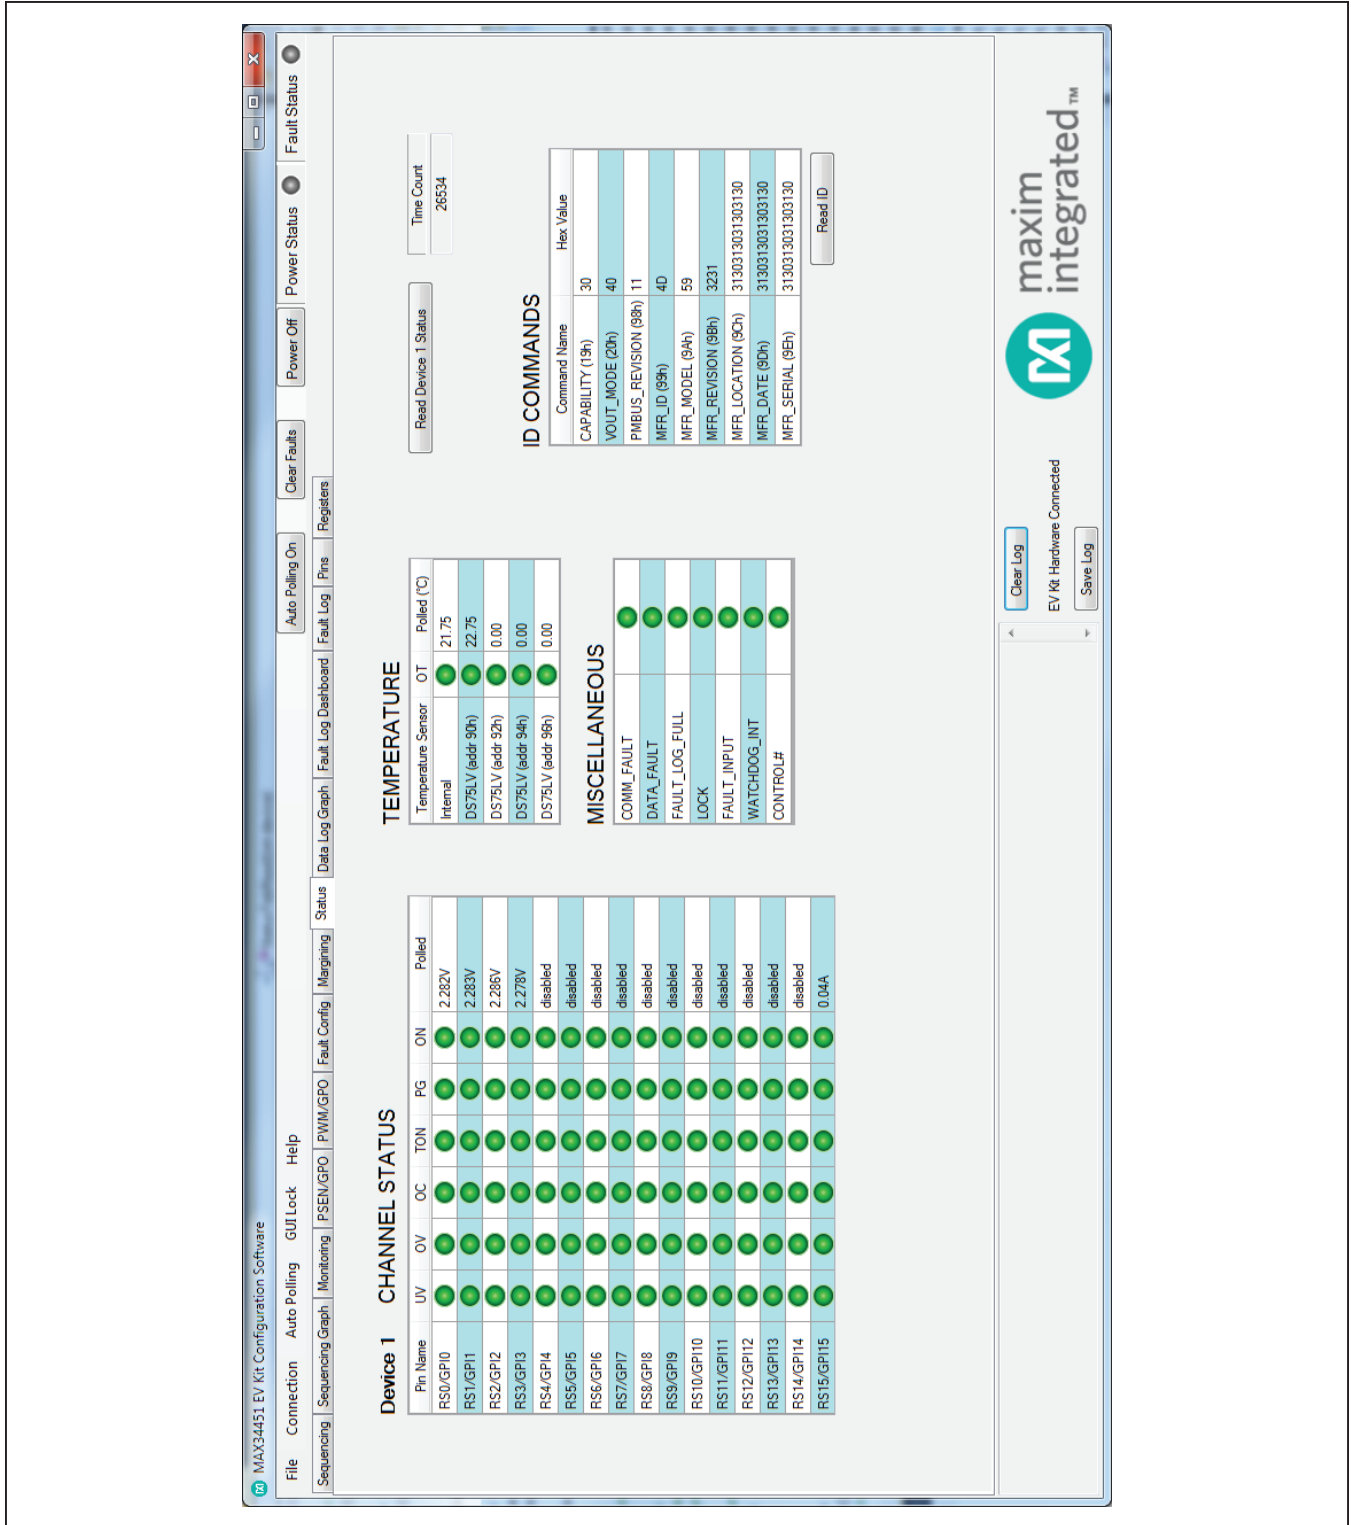 MAX34451 EV Kit Configuration Software
File Connection Auto Polling GUI Lock Help
Auto Polling On Clear Faults Power Off Power Status Fault Status
Sequencing Sequencing Graph Monitoring PSEN/GPO PWM/GPO Fault Config Margining Status Data Log Graph Fault Log Dashboard Fault Log Pins Registers
Device 1 CHANNEL STATUS
Pin Name UV OV OC TON PG ON Polled
RS0/GPI0 2.282V
RS1/GPI1 2.283V
RS2/GPI2 2.286V
RS3/GPI3 2.278V
RS4/GPI4 disabled
RS5/GPI5 disabled
RS6/GPI6 disabled
RS7/GPI7 disabled
RS8/GPI8 disabled
RS9/GPI9 disabled
RS10/GPI10 disabled
RS11/GPI11 disabled
RS12/GPI12 disabled
RS13/GPI13 disabled
RS14/GPI14 disabled
RS15/GPI15 0.04A
TEMPERATURE
Temperature Sensor OT Polled (°C)
Internal 21.75
DS75LV (addr 90h) 22.75
DS75LV (addr 92h) 0.00
DS75LV (addr 94h) 0.00
DS75LV (addr 96h) 0.00
MISCELLANEOUS
COMM_FAULT
DATA_FAULT
FAULT_LOG_FULL
LOCK
FAULT_INPUT
WATCHDOG_INT
CONTROL#
Read Device 1 Status
Time Count
26534
ID COMMANDS
Command Name Hex Value
CAPABILITY (19h) 30
VOUT_MODE (20h) 40
PMBUS_REVISION (98h) 11
MFR_ID (99h) 4D
MFR_MODEL (9Ah) 59
MFR_REVISION (9Bh) 3231
MFR_LOCATION (9Ch) 3130313031303130
MFR_DATE (9Dh) 3130313031303130
MFR_SERIAL (9Eh) 3130313031303130
Read ID
Clear Log
EV Kit Hardware Connected
Save Log
maxim
integrated™